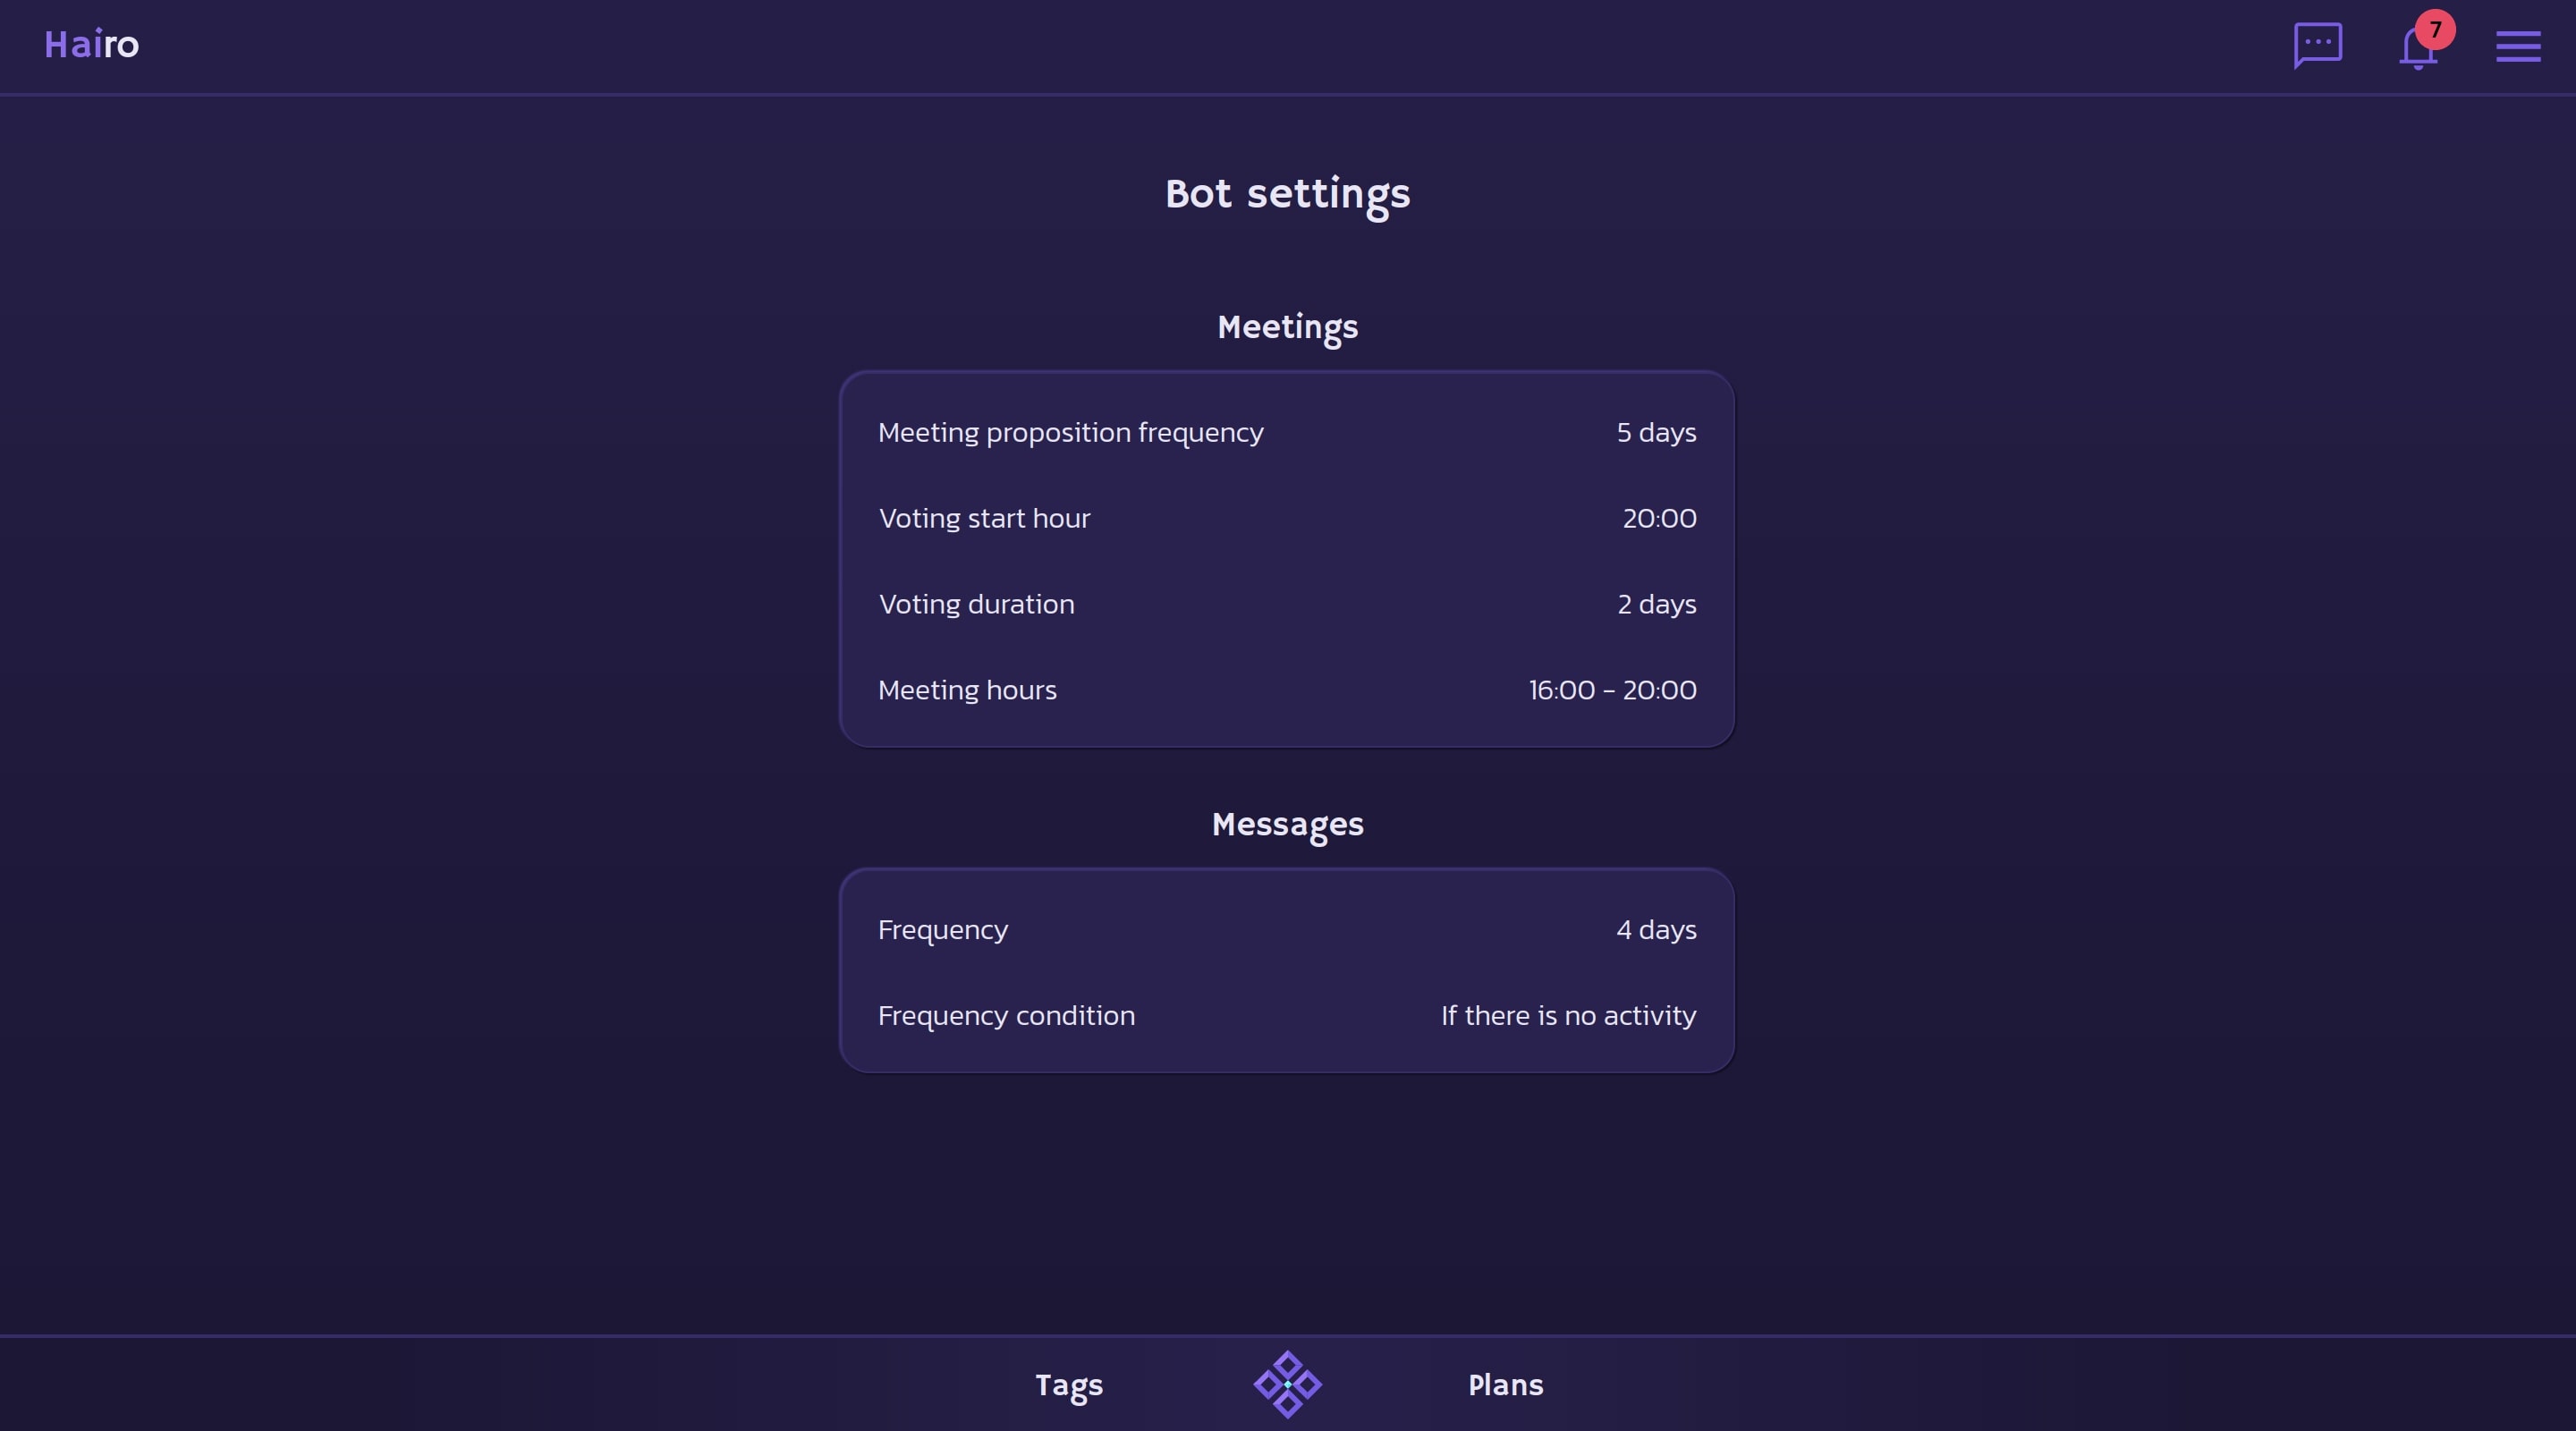 Hairo
7
Bot settings
Meetings
Meeting proposition frequency 5 days
Voting start hour 20:00
Voting duration 2 days
Meeting hours 16:00 - 20:00
Messages
Frequency 4 days
Frequency condition If there is no activity
Tags Plans